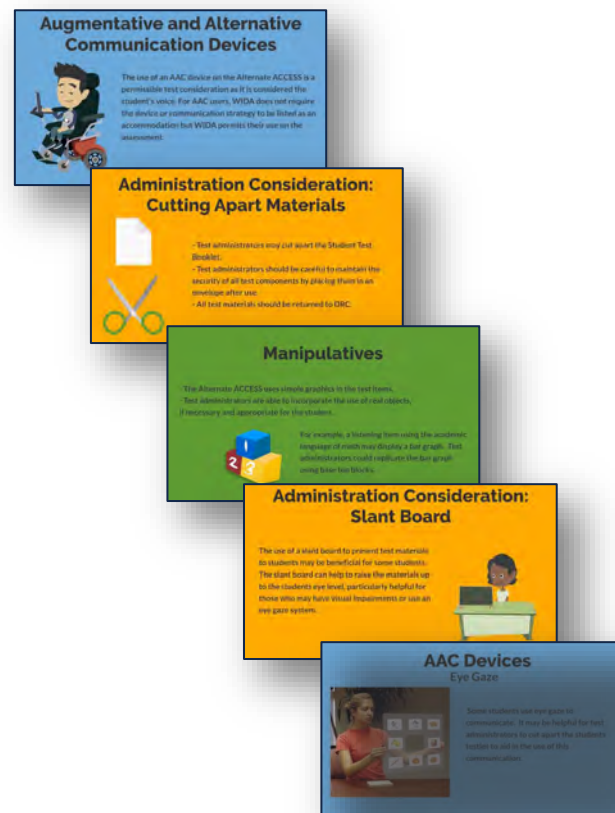 Augmentative and Alternative
Communication Devices
The use of an AAC device on the Alternate ACCESS is a
permissible test consideration as it is considered the
student's voice. For AAC users, WIDA does not require
the device or communication strategy to be listed as an
accommodation but WIDA permits their use on the
assessment.
Administration Consideration:
Cutting Apart Materials
- Test administrators may cut apart the Student Test
Booklet.
- Test administrators should be careful to maintain the
security of all test components by placing them in an
envelope after use.
- All test materials should be returned to DRC.
Manipulatives
- The Alternate ACCESS uses simple graphics in the test items.
- Test administrators are able to incorporate the use of real objects,
if necessary and appropriate for the student.
For example, a listening item using the academic
language of math may display a bar graph. Test
administrators could replicate the bar graph
using base ten blocks.
1
2 3
Administration Consideration:
Slant Board
The use of a slant board to present test materials
to students may be beneficial for some students.
The slant board can help to raise the materials up
to the students eye level, particularly helpful for
those who may have visual impairments or use an
eye gaze system.
AAC Devices
Eye Gaze
Some students use eye gaze to
communicate. It may be helpful for test
administrators to cut apart the students
to aid in the use of this
communication.